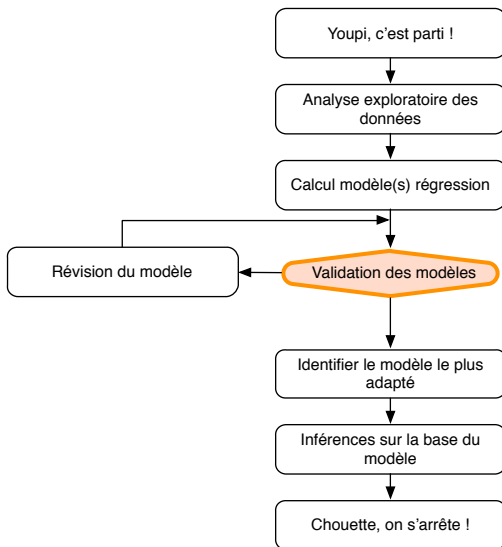 Youpi, c’est parti !
Analyse exploratoire des
données
Calcul modèle(s) régression
Révision du modèle
Validation des modèles
Identifier le modèle le plus
adapté
Inférences sur la base du
modèle
Chouette, on s’arrête !